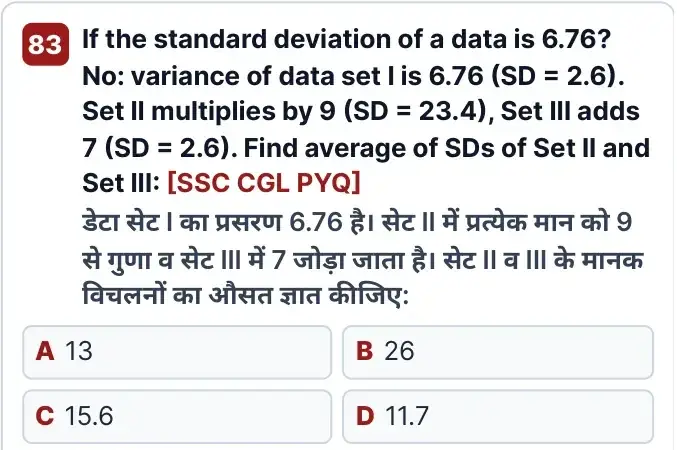 83 If the standard deviation of a data is 6.76?
No: variance of data set I is 6.76 (SD = 2.6).
Set II multiplies by 9 (SD = 23.4), Set III adds
7 (SD = 2.6). Find average of SDs of Set II and
Set III: [SSC CGL PYQ]
डेटा सेट I का प्रसरण 6.76 है। सेट II में प्रत्येक मान को 9
से गुणा व सेट III में 7 जोड़ा जाता है। सेट II व III के मानक
विचलनों का औसत ज्ञात कीजिए:
A 13
B 26
C 15.6
D 11.7